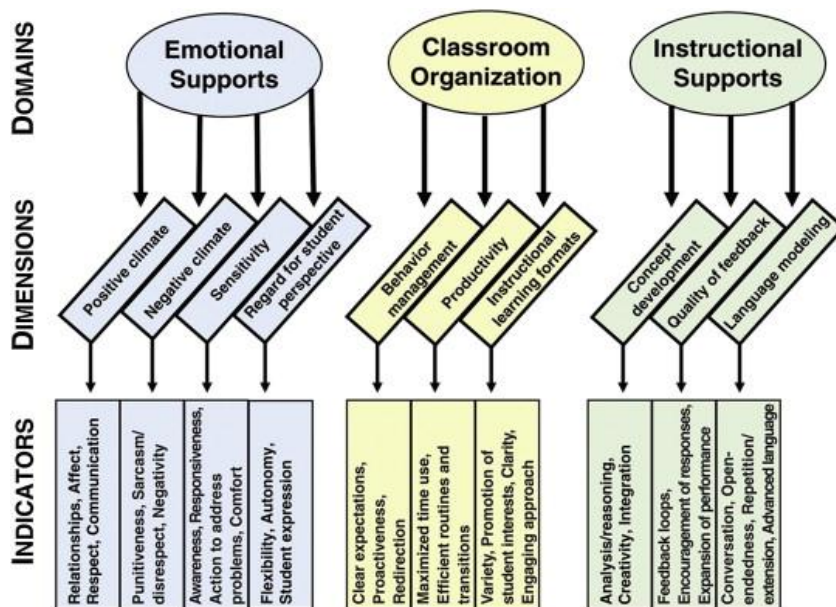 DOMAINS
Emotional
Supports
Classroom
Organization
Instructional
Supports
DIMENSIONS
Positive climate
Negative climate
Sensitivity
Regard for student
perspective
Behavior
management
Productivity
Instructional
learning formats
Concept
development
Quality of feedback
Language modeling
INDICATORS
Relationships, Affect,
Respect, Communication
Punitiveness, Sarcasm/
disrespect, Negativity
Awareness, Responsiveness,
Action to address
problems, Comfort
Flexibility, Autonomy,
Student expression
Clear expectations,
Proactiveness,
Redirection
Maximized time use,
Efficient routines and
transitions
Variety, Promotion of
student interests, Clarity,
Engaging approach
Analysis/reasoning,
Creativity, Integration
Feedback loops,
Encouragement of responses,
Expansion of performance
Conversation, Open-
endedness, Repetition/
extension, Advanced language